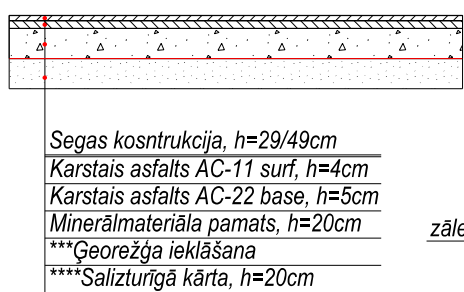 Segas kosntrukcija, h=29/49cm
Karstais asfalts AC-11 surf, h=4cm
Karstais asfalts AC-22 base, h=5cm
Minerālmateriāla pamats, h=20cm
***Ģeorežģa ieklāšana
****Salizturīgā kārta, h=20cm
zāle